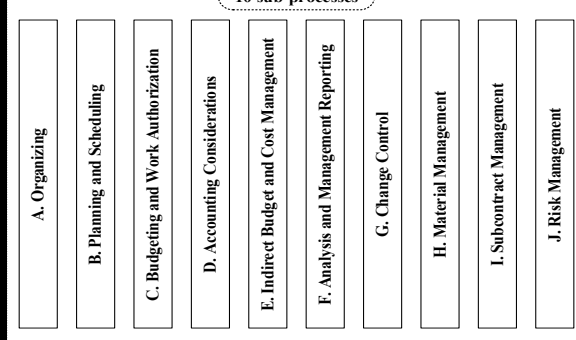 10 sub-processes
A. Organizing
B. Planning and Scheduling
C. Budgeting and Work Authorization
D. Accounting Considerations
E. Indirect Budget and Cost Management
F. Analysis and Management Reporting
G. Change Control
H. Material Management
I. Subcontract Management
J. Risk Management